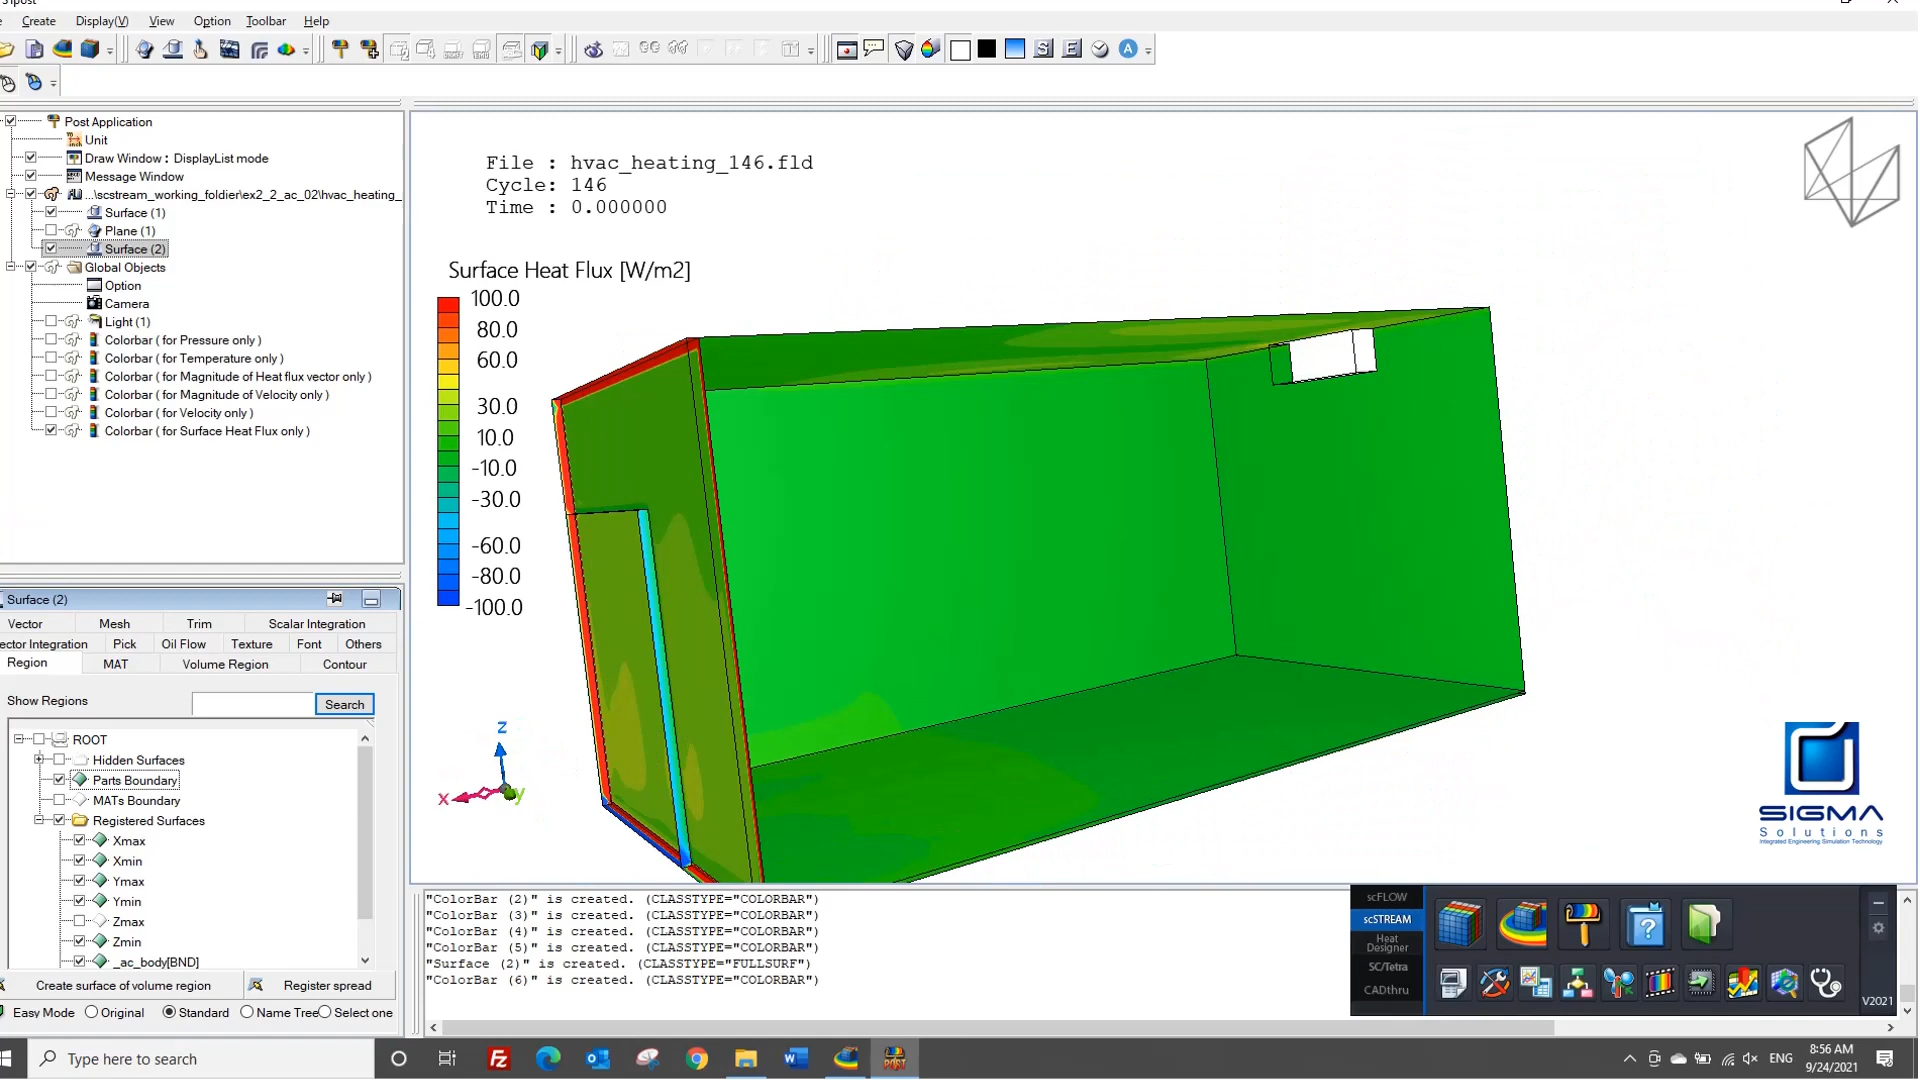 Create Display(V) View Option Toolbar Help
Post Application
Unit
Draw Window : DisplayList mode
Message Window
...\scstream_working_foldier\ex2_2_ac_02\hvac_heating_
Surface (1)
Plane (1)
Surface (2)
Global Objects
Option
Camera
Light (1)
Colorbar ( for Pressure only )
Colorbar ( for Temperature only )
Colorbar ( for Magnitude of Heat flux vector only )
Colorbar ( for Magnitude of Velocity only )
Colorbar ( for Velocity only )
Colorbar ( for Surface Heat Flux only )
Surface (2)
Vector Mesh Trim Scalar Integration
ector Integration Pick Oil Flow Texture Font Others
Region MAT Volume Region Contour
Show Regions Search
ROOT
Hidden Surfaces
Parts Boundary
MATs Boundary
Registered Surfaces
Xmax
Xmin
Ymax
Ymin
Zmax
Zmin
_ac_body[BND]
Create surface of volume region Register spread
Easy Mode Original Standard Name Tree Select one
File : hvac_heating_146.fld
Cycle: 146
Time : 0.000000
Surface Heat Flux [W/m2]
100.0
80.0
60.0
30.0
10.0
-10.0
-30.0
-60.0
-80.0
-100.0
z
x
y
SIGMA
Solutions
Integrated Engineering Simulation Technology
"ColorBar (2)" is created. (CLASSTYPE="COLORBAR")
"ColorBar (3)" is created. (CLASSTYPE="COLORBAR")
"ColorBar (4)" is created. (CLASSTYPE="COLORBAR")
"ColorBar (5)" is created. (CLASSTYPE="COLORBAR")
"Surface (2)" is created. (CLASSTYPE="FULLSURF")
"ColorBar (6)" is created. (CLASSTYPE="COLORBAR")
scFLOW
scSTREAM
Heat
Designer
SC/Tetra
CADthru
V2021
Type here to search
ENG
8:56 AM
9/24/2021